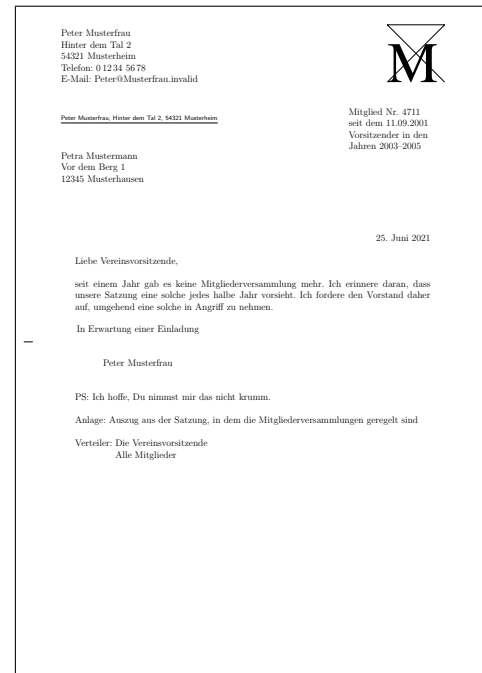 Peter Musterfrau
Hinter dem Tal 2
54321 Musterheim
Telefon: 0 12 34 56 78
E-Mail: Peter@Musterfrau.invalid
M
Peter Musterfrau, Hinter dem Tal 2, 54321 Musterheim
Mitglied Nr. 4711
seit dem 11.09.2001
Vorsitzender in den
Jahren 2003–2005
Petra Mustermann
Vor dem Berg 1
12345 Musterhausen
25. Juni 2021
Liebe Vereinsvorsitzende,
seit einem Jahr gab es keine Mitgliederversammlung mehr. Ich erinnere daran, dass
unsere Satzung eine solche jedes halbe Jahr vorsieht. Ich fordere den Vorstand daher
auf, umgehend eine solche in Angriff zu nehmen.
In Erwartung einer Einladung
Peter Musterfrau
PS: Ich hoffe, Du nimmst mir das nicht krumm.
Anlage: Auszug aus der Satzung, in dem die Mitgliederversammlungen geregelt sind
Verteiler: Die Vereinsvorsitzende
Alle Mitglieder